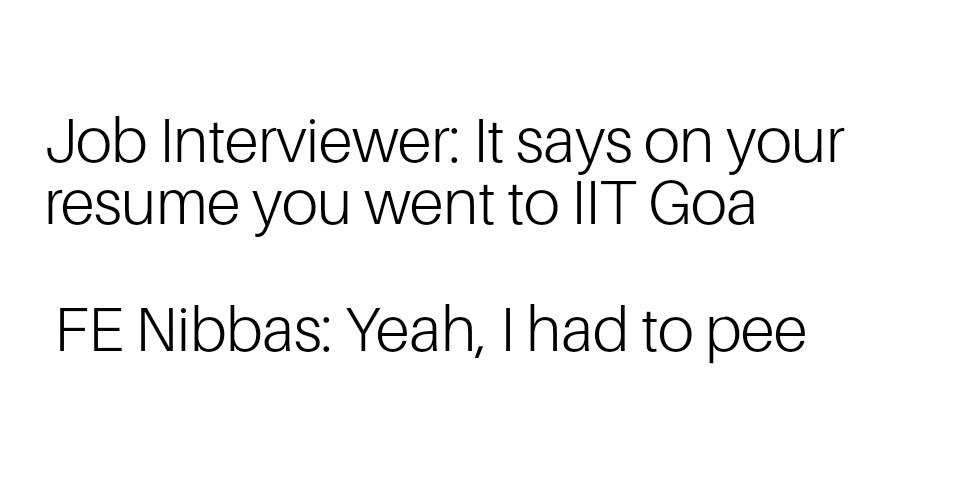 Job Interviewer: It says on your
resume you went to IIT Goa
FE Nibbas: Yeah, I had to pee